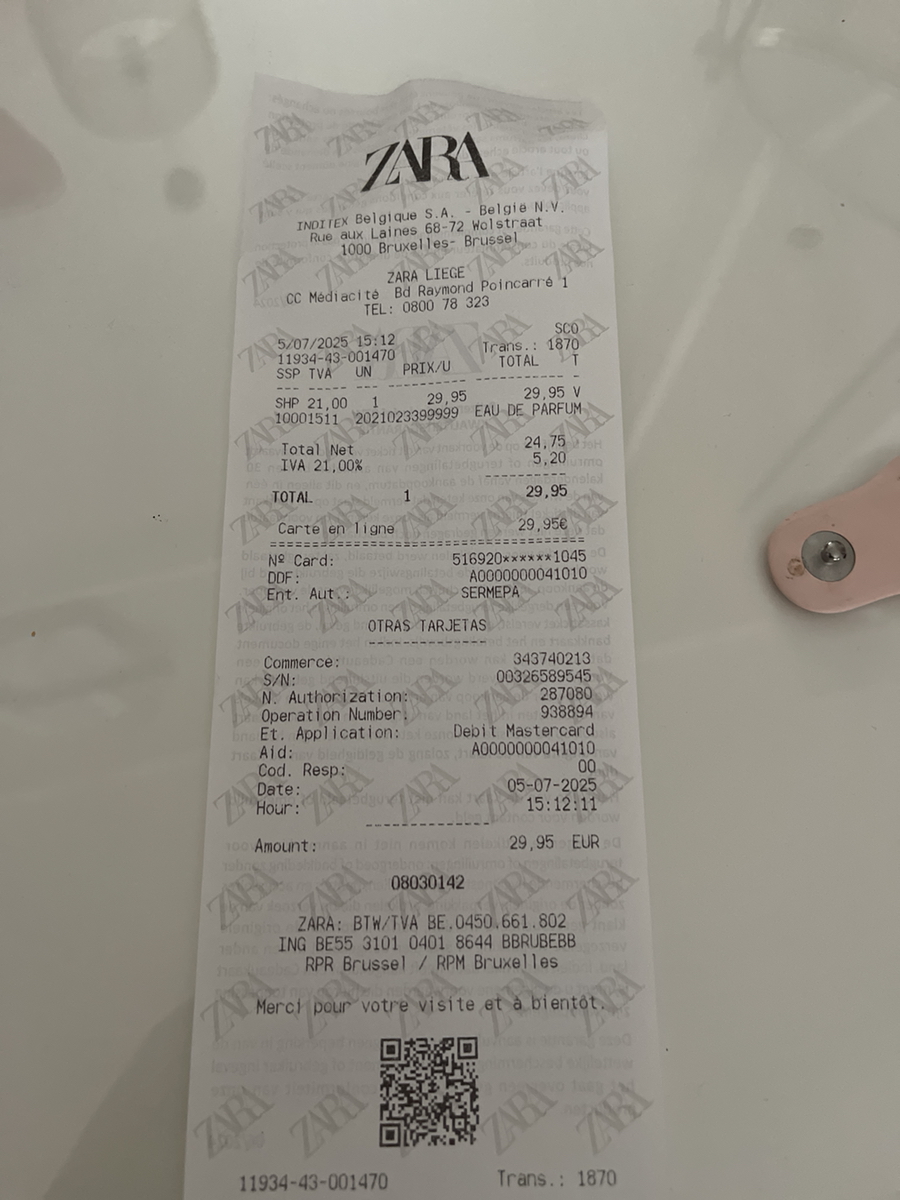 ZARA
INDITEX Belgique S.A. - België N.V.
Rue aux Laines 68-72 Wolstraat
1000 Bruxelles- Brussel
ZARA LIEGE
CC Médiacité Bd Raymond Poincarré 1
TEL: 0800 78 323
SCO
5/07/2025 15:12 Trans.: 1870
11934-43-001470
SSP TVA UN PRIX/U TOTAL T
SHP 21,00 1 29,95 29,95 V
10001511 2021023399999 EAU DE PARFUM
Total Net 24,75
IVA 21,00% 5,20
TOTAL 1 29,95
Carte en ligne 29,95€
Nº Card: 516920******1045
DDF: A0000000041010
Ent. Aut.: SERMEPA
OTRAS TARJETAS
Commerce: 343740213
S/N: 00326589545
N. Authorization: 287080
Operation Number: 938894
Et. Application: Debit Mastercard
Aid: A0000000041010
Cod. Resp: 00
Date: 05-07-2025
Hour: 15:12:11
Amount: 29,95 EUR
08030142
ZARA: BTW/TVA BE.0450.661.802
ING BE55 3101 0401 8644 BBRUBEBB
RPR Brussel / RPM Bruxelles
Merci pour votre visite et à bientôt.
11934-43-001470 Trans.: 1870